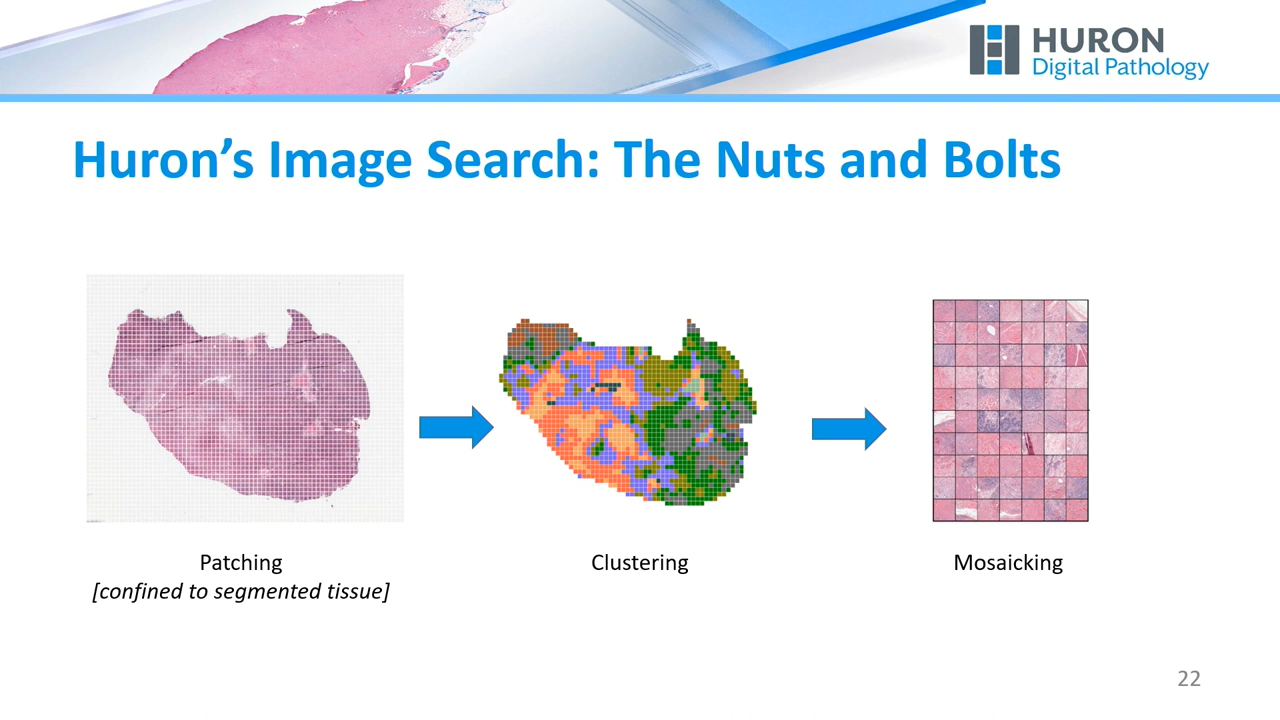 HURON
Digital Pathology
Huron’s Image Search: The Nuts and Bolts
Patching
[confined to segmented tissue]
Clustering
Mosaicking
22